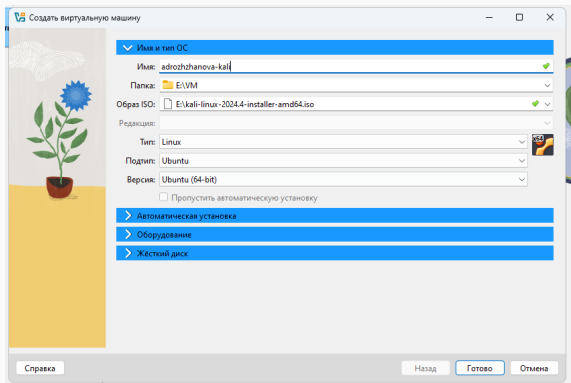 Создать виртуальную машину
Имя и тип ОС
Имя: adrozhzhanova-kali
Папка: E:\VM
Образ ISO: E:\kali-linux-2024.4-installer-amd64.iso
Редакция:
Тип: Linux
Подтип: Ubuntu
Версия: Ubuntu (64-bit)
Пропустить автоматическую установку
Автоматическая установка
Оборудование
Жёсткий диск
Справка
Назад
Готово
Отмена